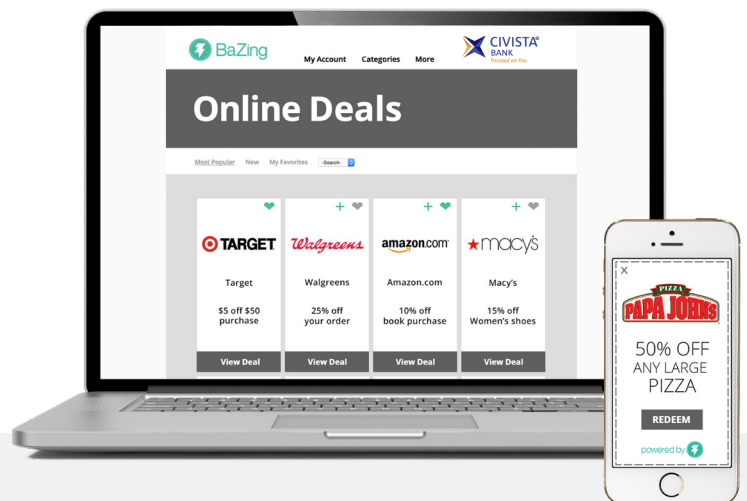 BaZing
My Account Categories More
CIVISTA®
BANK
Focused on You
Online Deals
Most Popular New My Favorites -Search-
TARGET
Walgreens
amazon.com
macy's
Target
Walgreens
Amazon.com
Macy's
$5 off $50
purchase
25% off
your order
10% off
book purchase
15% off
Women's shoes
View Deal
View Deal
View Deal
View Deal
X
PIZZA
PAPA JOHN'S
50% OFF
ANY LARGE
PIZZA
REDEEM
powered by